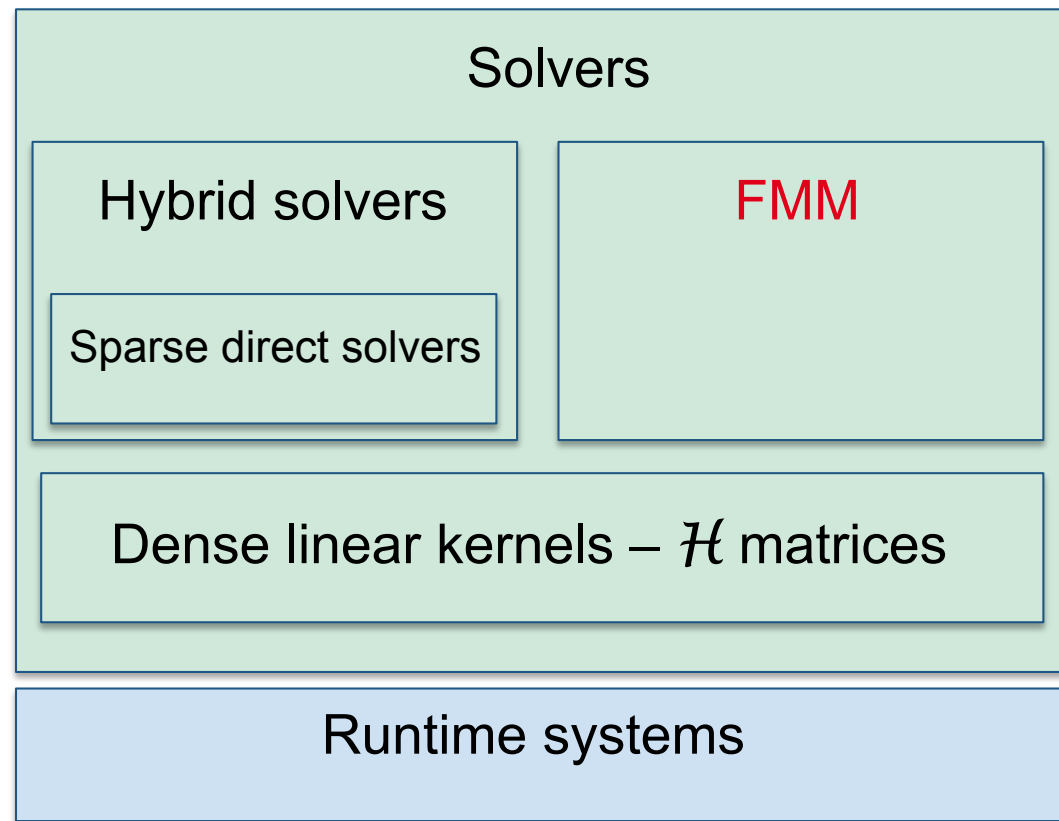 Solvers
Hybrid solvers
FMM
Sparse direct solvers
Dense linear kernels – ℋ matrices
Runtime systems